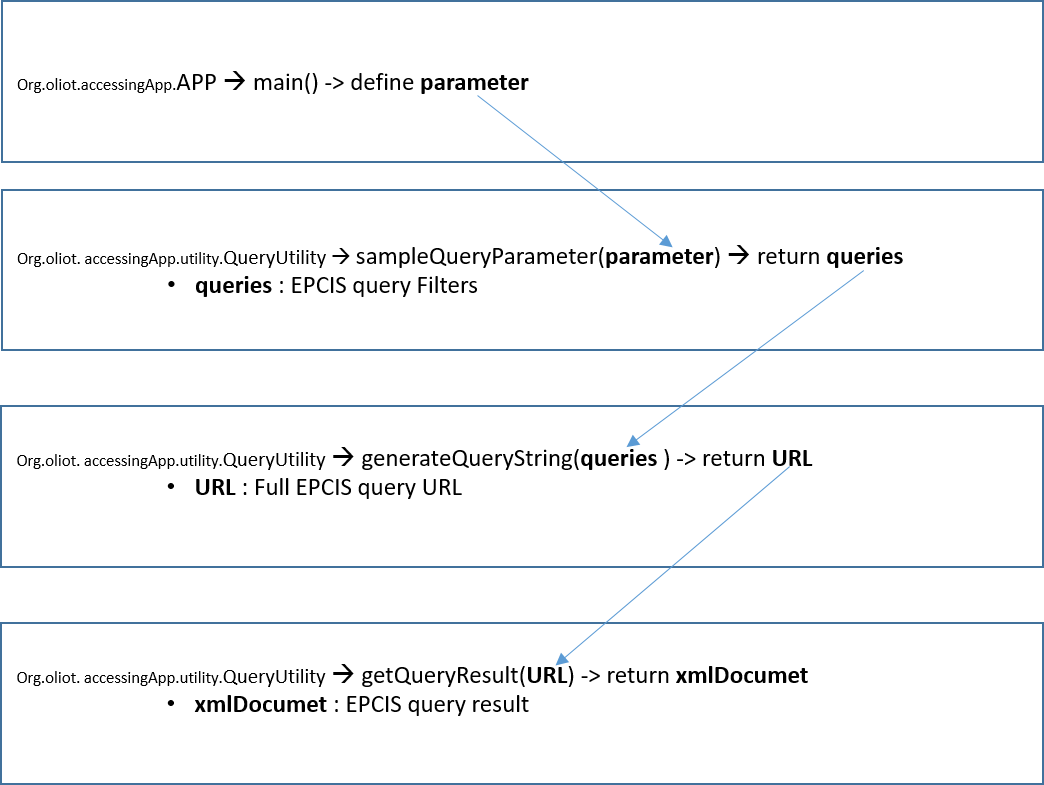 Org.oliot.accessingApp.APP → main() -> define parameter
Org.oliot. accessingApp.utility.QueryUtility → sampleQueryParameter(parameter) → return queries
• queries : EPCIS query Filters
Org.oliot. accessingApp.utility.QueryUtility → generateQueryString(queries ) -> return URL
• URL : Full EPCIS query URL
Org.oliot. accessingApp.utility.QueryUtility → getQueryResult(URL) -> return xmlDocumet
• xmlDocumet : EPCIS query result